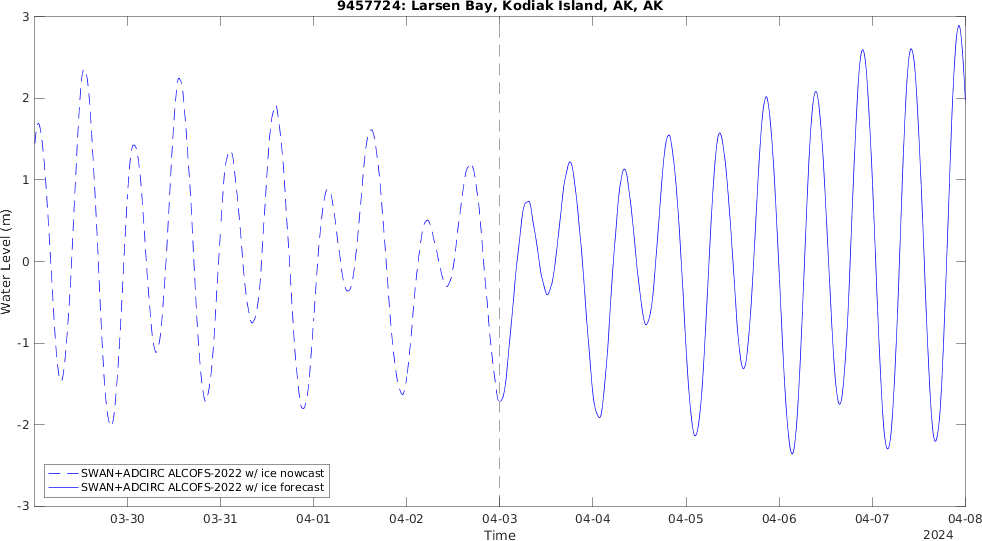 9457724: Larsen Bay, Kodiak Island, AK, AK
3
2
1
0
-1
-2
-3
Water Level (m)
SWAN+ADCIRC ALCOFS-2022 w/ ice nowcast
SWAN+ADCIRC ALCOFS-2022 w/ ice forecast
03-30 03-31 04-01 04-02 04-03 04-04 04-05 04-06 04-07 04-08
Time
2024